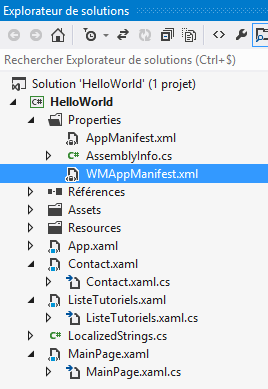 Explorateur de solutions
Rechercher Explorateur de solutions (Ctrl+$)
Solution 'HelloWorld' (1 projet)
C# HelloWorld
Properties
AppManifest.xml
C# AssemblyInfo.cs
WMAppManifest.xml
Références
Assets
Resources
App.xaml
Contact.xaml
Contact.xaml.cs
ListeTutoriels.xaml
ListeTutoriels.xaml.cs
C# LocalizedStrings.cs
MainPage.xaml
MainPage.xaml.cs